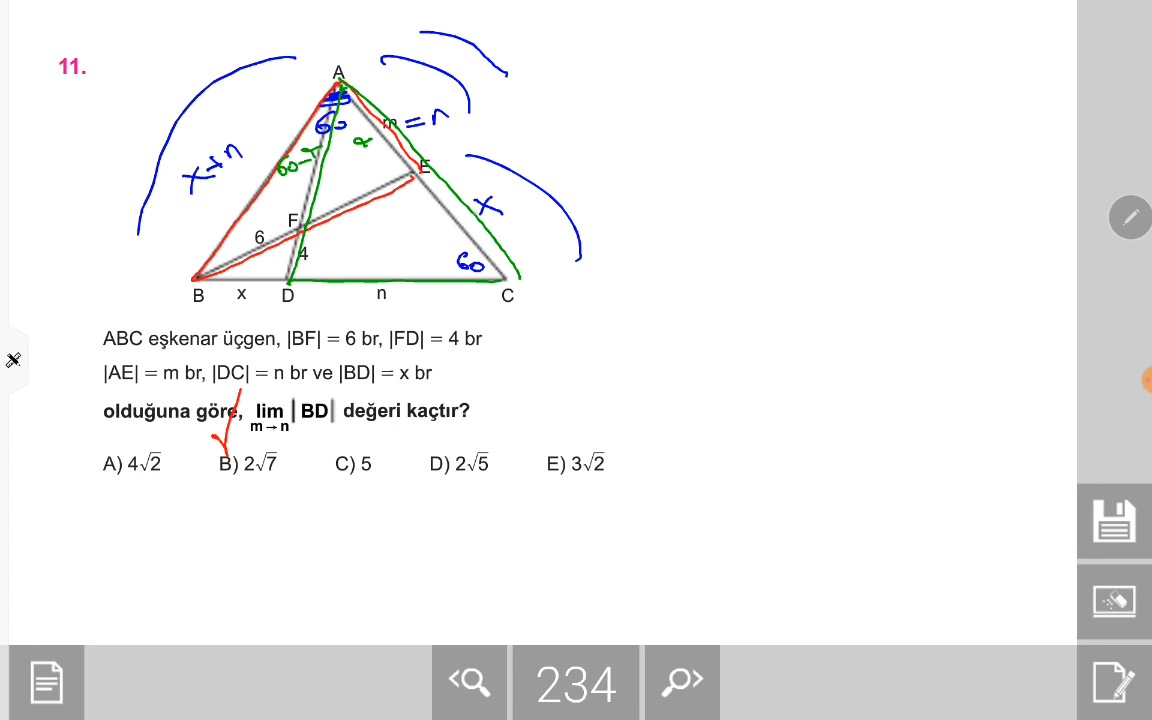 11.
A
m = n
60
α
60-α
x+n
E
x
F
6
4
60
B x D n C
ABC eşkenar üçgen, |BF| = 6 br, |FD| = 4 br
|AE| = m br, |DC| = n br ve |BD| = x br
olduğuna göre, lim |BD| değeri kaçtır?
m→n
A) 4√2 B) 2√7 C) 5 D) 2√5 E) 3√2
234